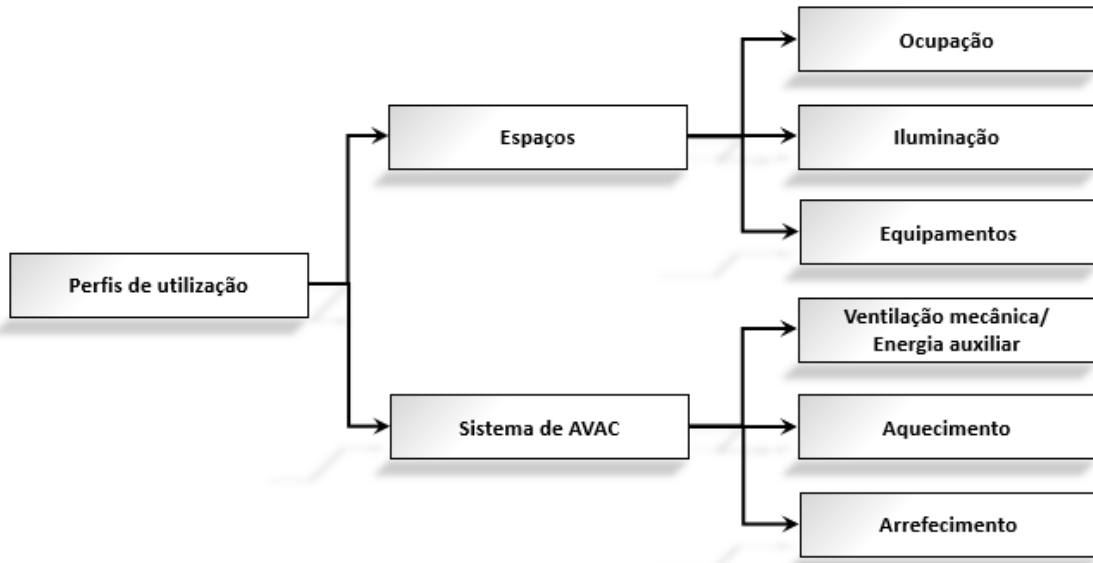 Perfis de utilização
Espaços
Ocupação
Iluminação
Equipamentos
Sistema de AVAC
Ventilação mecânica/
Energia auxiliar
Aquecimento
Arrefecimento